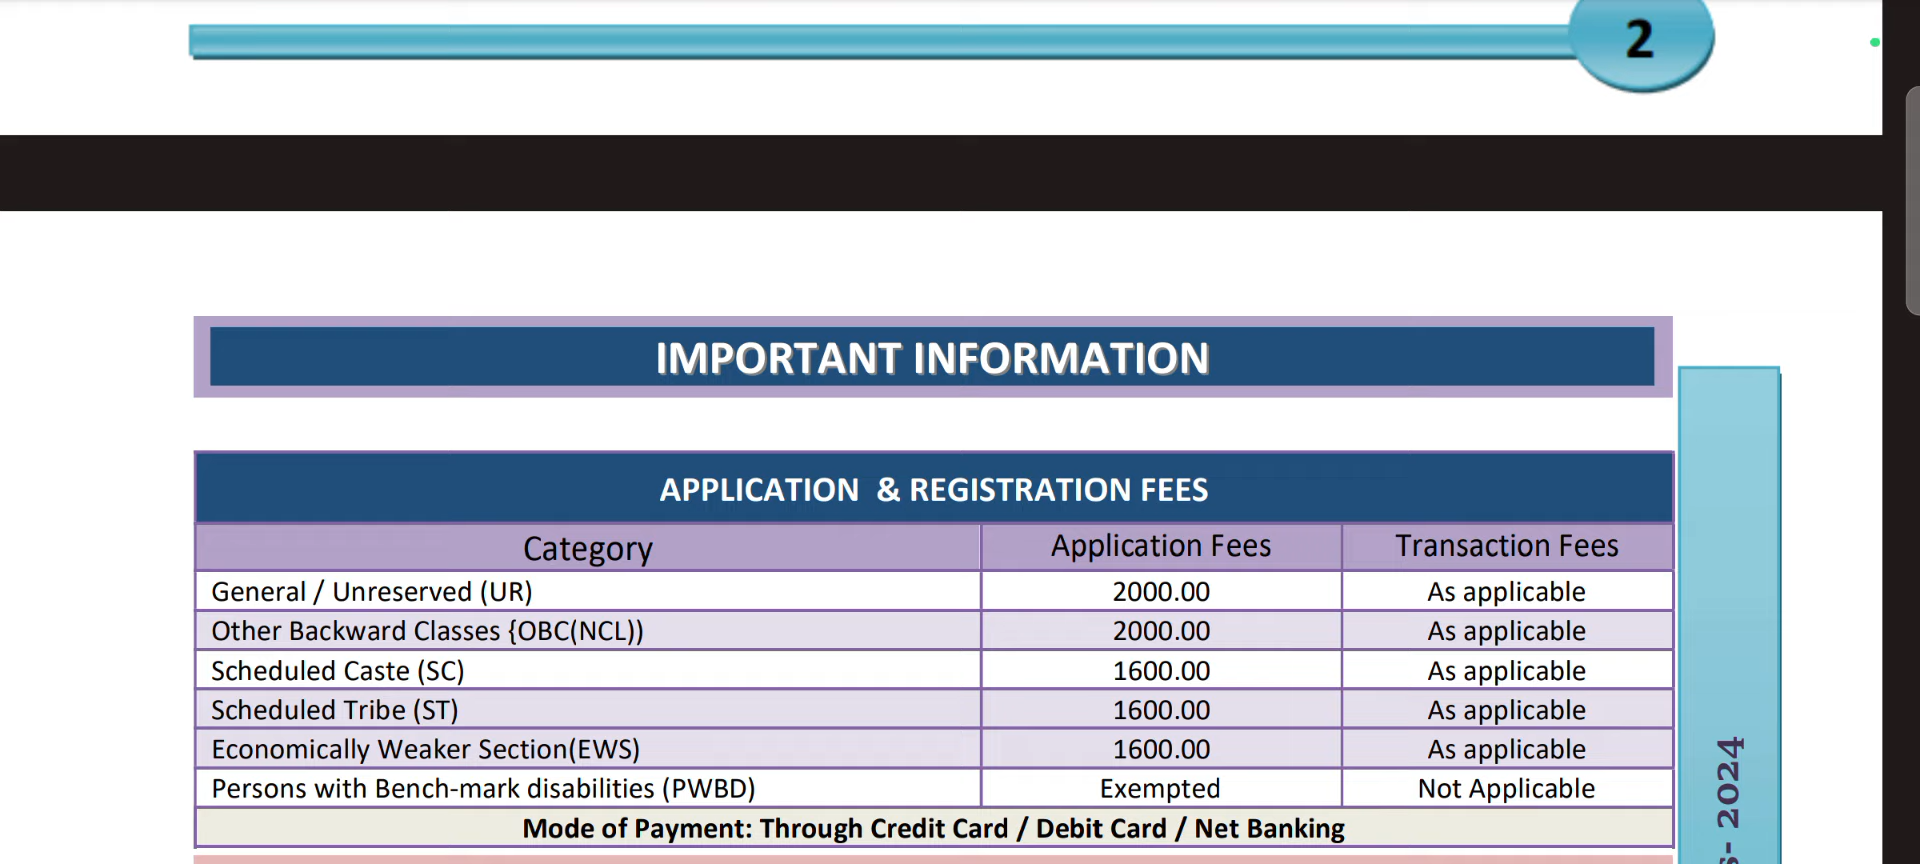 2
IMPORTANT INFORMATION
APPLICATION & REGISTRATION FEES
Category Application Fees Transaction Fees
General / Unreserved (UR) 2000.00 As applicable
Other Backward Classes {OBC(NCL)) 2000.00 As applicable
Scheduled Caste (SC) 1600.00 As applicable
Scheduled Tribe (ST) 1600.00 As applicable
Economically Weaker Section(EWS) 1600.00 As applicable
Persons with Bench-mark disabilities (PWBD) Exempted Not Applicable
Mode of Payment: Through Credit Card / Debit Card / Net Banking
- 2024